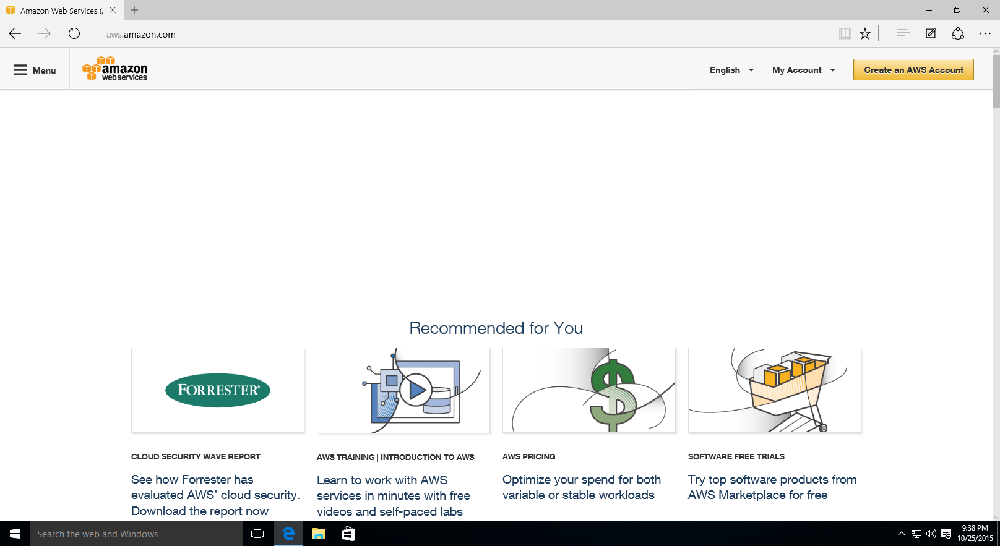 Amazon Web Services (
aws.amazon.com
Menu
amazon
webservices
English
My Account
Create an AWS Account
Recommended for You
FORRESTER®
CLOUD SECURITY WAVE REPORT
See how Forrester has
evaluated AWS’ cloud security.
Download the report now
AWS TRAINING | INTRODUCTION TO AWS
Learn to work with AWS
services in minutes with free
videos and self-paced labs
AWS PRICING
Optimize your spend for both
variable or stable workloads
SOFTWARE FREE TRIALS
Try top software products from
AWS Marketplace for free
Search the web and Windows
9:38 PM
10/25/2015